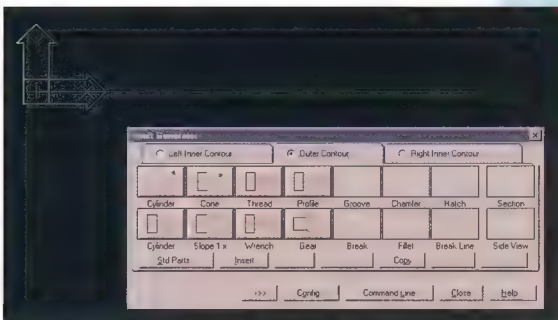 Left Inner Contour Outer Contour Right Inner Contour
Cylinder Cone Thread Profile Groove Chamfer Hatch Section
Cylinder Slope 1 x Wrench Gear Break Fillet Break Line Side View
Std Parts Insert Copy
>>> Config Command Line Close Help